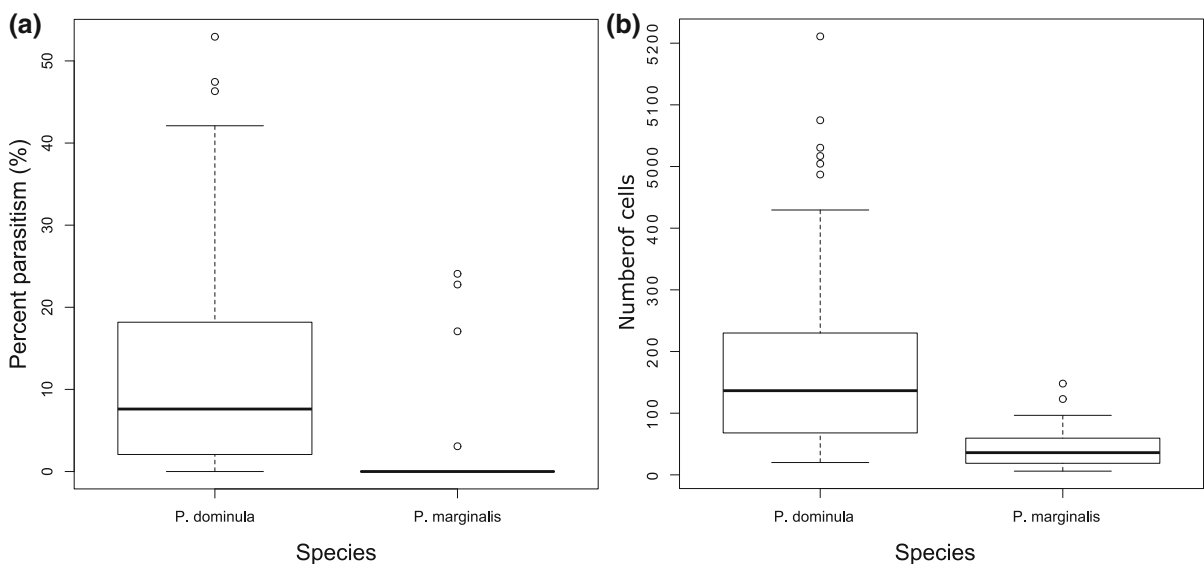 (a)
Percent parasitism (%)
50
40
30
20
10
0
P. dominula
P. marginalis
Species
(b)
Numberof cells
5200
5100
5000
400
300
200
100
0
P. dominula
P. marginalis
Species